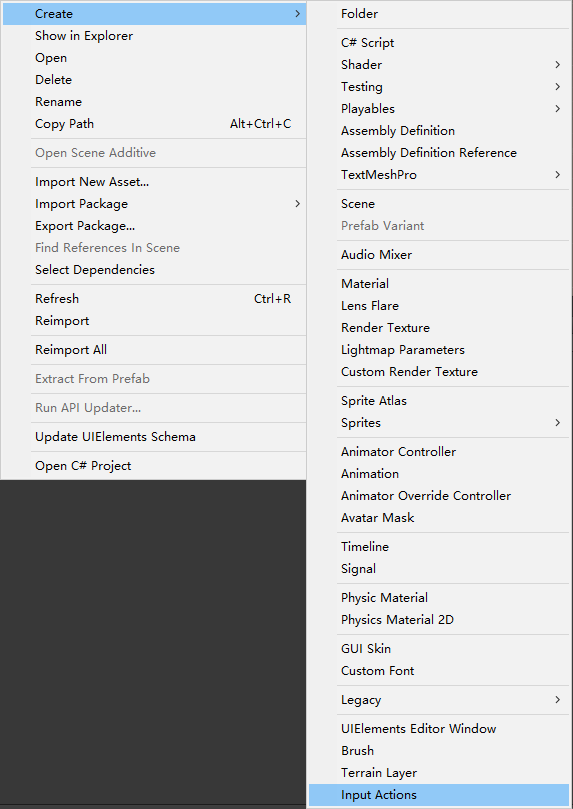 Create
Show in Explorer
Open
Delete
Rename
Copy Path Alt+Ctrl+C
Open Scene Additive
Import New Asset...
Import Package
Export Package...
Find References In Scene
Select Dependencies
Refresh Ctrl+R
Reimport
Reimport All
Extract From Prefab
Run API Updater...
Update UIElements Schema
Open C# Project
Folder
C# Script
Shader
Testing
Playables
Assembly Definition
Assembly Definition Reference
TextMeshPro
Scene
Prefab Variant
Audio Mixer
Material
Lens Flare
Render Texture
Lightmap Parameters
Custom Render Texture
Sprite Atlas
Sprites
Animator Controller
Animation
Animator Override Controller
Avatar Mask
Timeline
Signal
Physic Material
Physics Material 2D
GUI Skin
Custom Font
Legacy
UIElements Editor Window
Brush
Terrain Layer
Input Actions